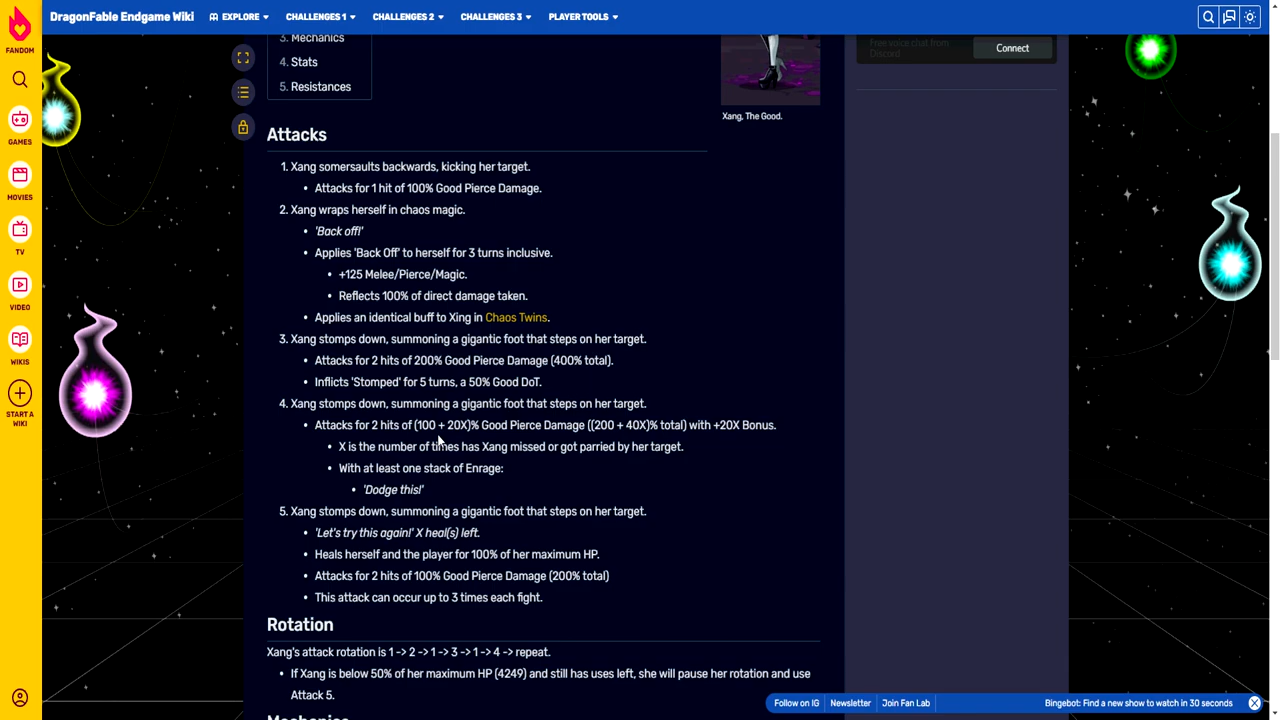 DragonFable Endgame Wiki
EXPLORE
CHALLENGES 1
CHALLENGES 2
CHALLENGES 3
PLAYER TOOLS
FANDOM
GAMES
MOVIES
TV
VIDEO
WIKIS
START A
WIKI
3. Mechanics
4. Stats
5. Resistances
Xang, The Good.
Free voice chat from
Discord
Connect
Attacks
1. Xang somersaults backwards, kicking her target.
Attacks for 1 hit of 100% Good Pierce Damage.
2. Xang wraps herself in chaos magic.
'Back off!'
Applies 'Back Off' to herself for 3 turns inclusive.
+125 Melee/Pierce/Magic.
Reflects 100% of direct damage taken.
Applies an identical buff to Xing in Chaos Twins.
3. Xang stomps down, summoning a gigantic foot that steps on her target.
Attacks for 2 hits of 200% Good Pierce Damage (400% total).
Inflicts 'Stomped' for 5 turns, a 50% Good DoT.
4. Xang stomps down, summoning a gigantic foot that steps on her target.
Attacks for 2 hits of (100 + 20X)% Good Pierce Damage ((200 + 40X)% total) with +20X Bonus.
X is the number of times has Xang missed or got parried by her target.
With at least one stack of Enrage:
'Dodge this!'
5. Xang stomps down, summoning a gigantic foot that steps on her target.
'Let's try this again!' X heal(s) left.
Heals herself and the player for 100% of her maximum HP.
Attacks for 2 hits of 100% Good Pierce Damage (200% total)
This attack can occur up to 3 times each fight.
Rotation
Xang's attack rotation is 1 -> 2 -> 1 -> 3 -> 1 -> 4 -> repeat.
If Xang is below 50% of her maximum HP (4249) and still has uses left, she will pause her rotation and use
Attack 5.
Mechanics
Follow on IG
Newsletter
Join Fan Lab
Bingebot: Find a new show to watch in 30 seconds